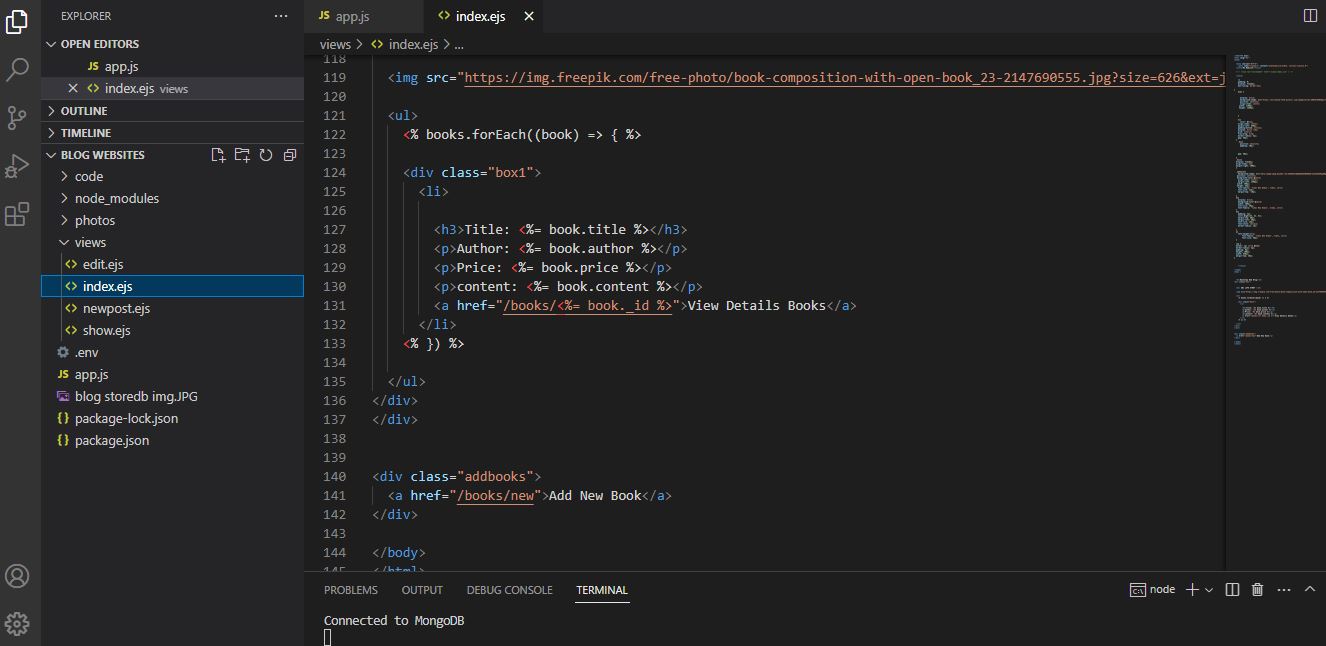 EXPLORER
OPEN EDITORS
JS app.js
index.ejs views
OUTLINE
TIMELINE
BLOG WEBSITES
code
node_modules
photos
views
edit.ejs
index.ejs
newpost.ejs
show.ejs
.env
JS app.js
blog storedb img.JPG
{} package-lock.json
{} package.json
JS app.js
<> index.ejs
views > <> index.ejs > ...
118
119 <img src="https://img.freepik.com/free-photo/book-composition-with-open-book_23-2147690555.jpg?size=626&ext=j
120
121 <ul>
122 <% books.forEach((book) => { %>
123
124 <div class="box1">
125 <li>
126
127 <h3>Title: <%= book.title %></h3>
128 <p>Author: <%= book.author %></p>
129 <p>Price: <%= book.price %></p>
130 <p>content: <%= book.content %></p>
131 <a href="/books/<%= book._id %>">View Details Books</a>
132 </li>
133 <% }) %>
134
135 </ul>
136 </div>
137 </div>
138
139
140 <div class="addbooks">
141 <a href="/books/new">Add New Book</a>
142 </div>
143
144 </body>
145 </html>
PROBLEMS OUTPUT DEBUG CONSOLE TERMINAL
node
Connected to MongoDB